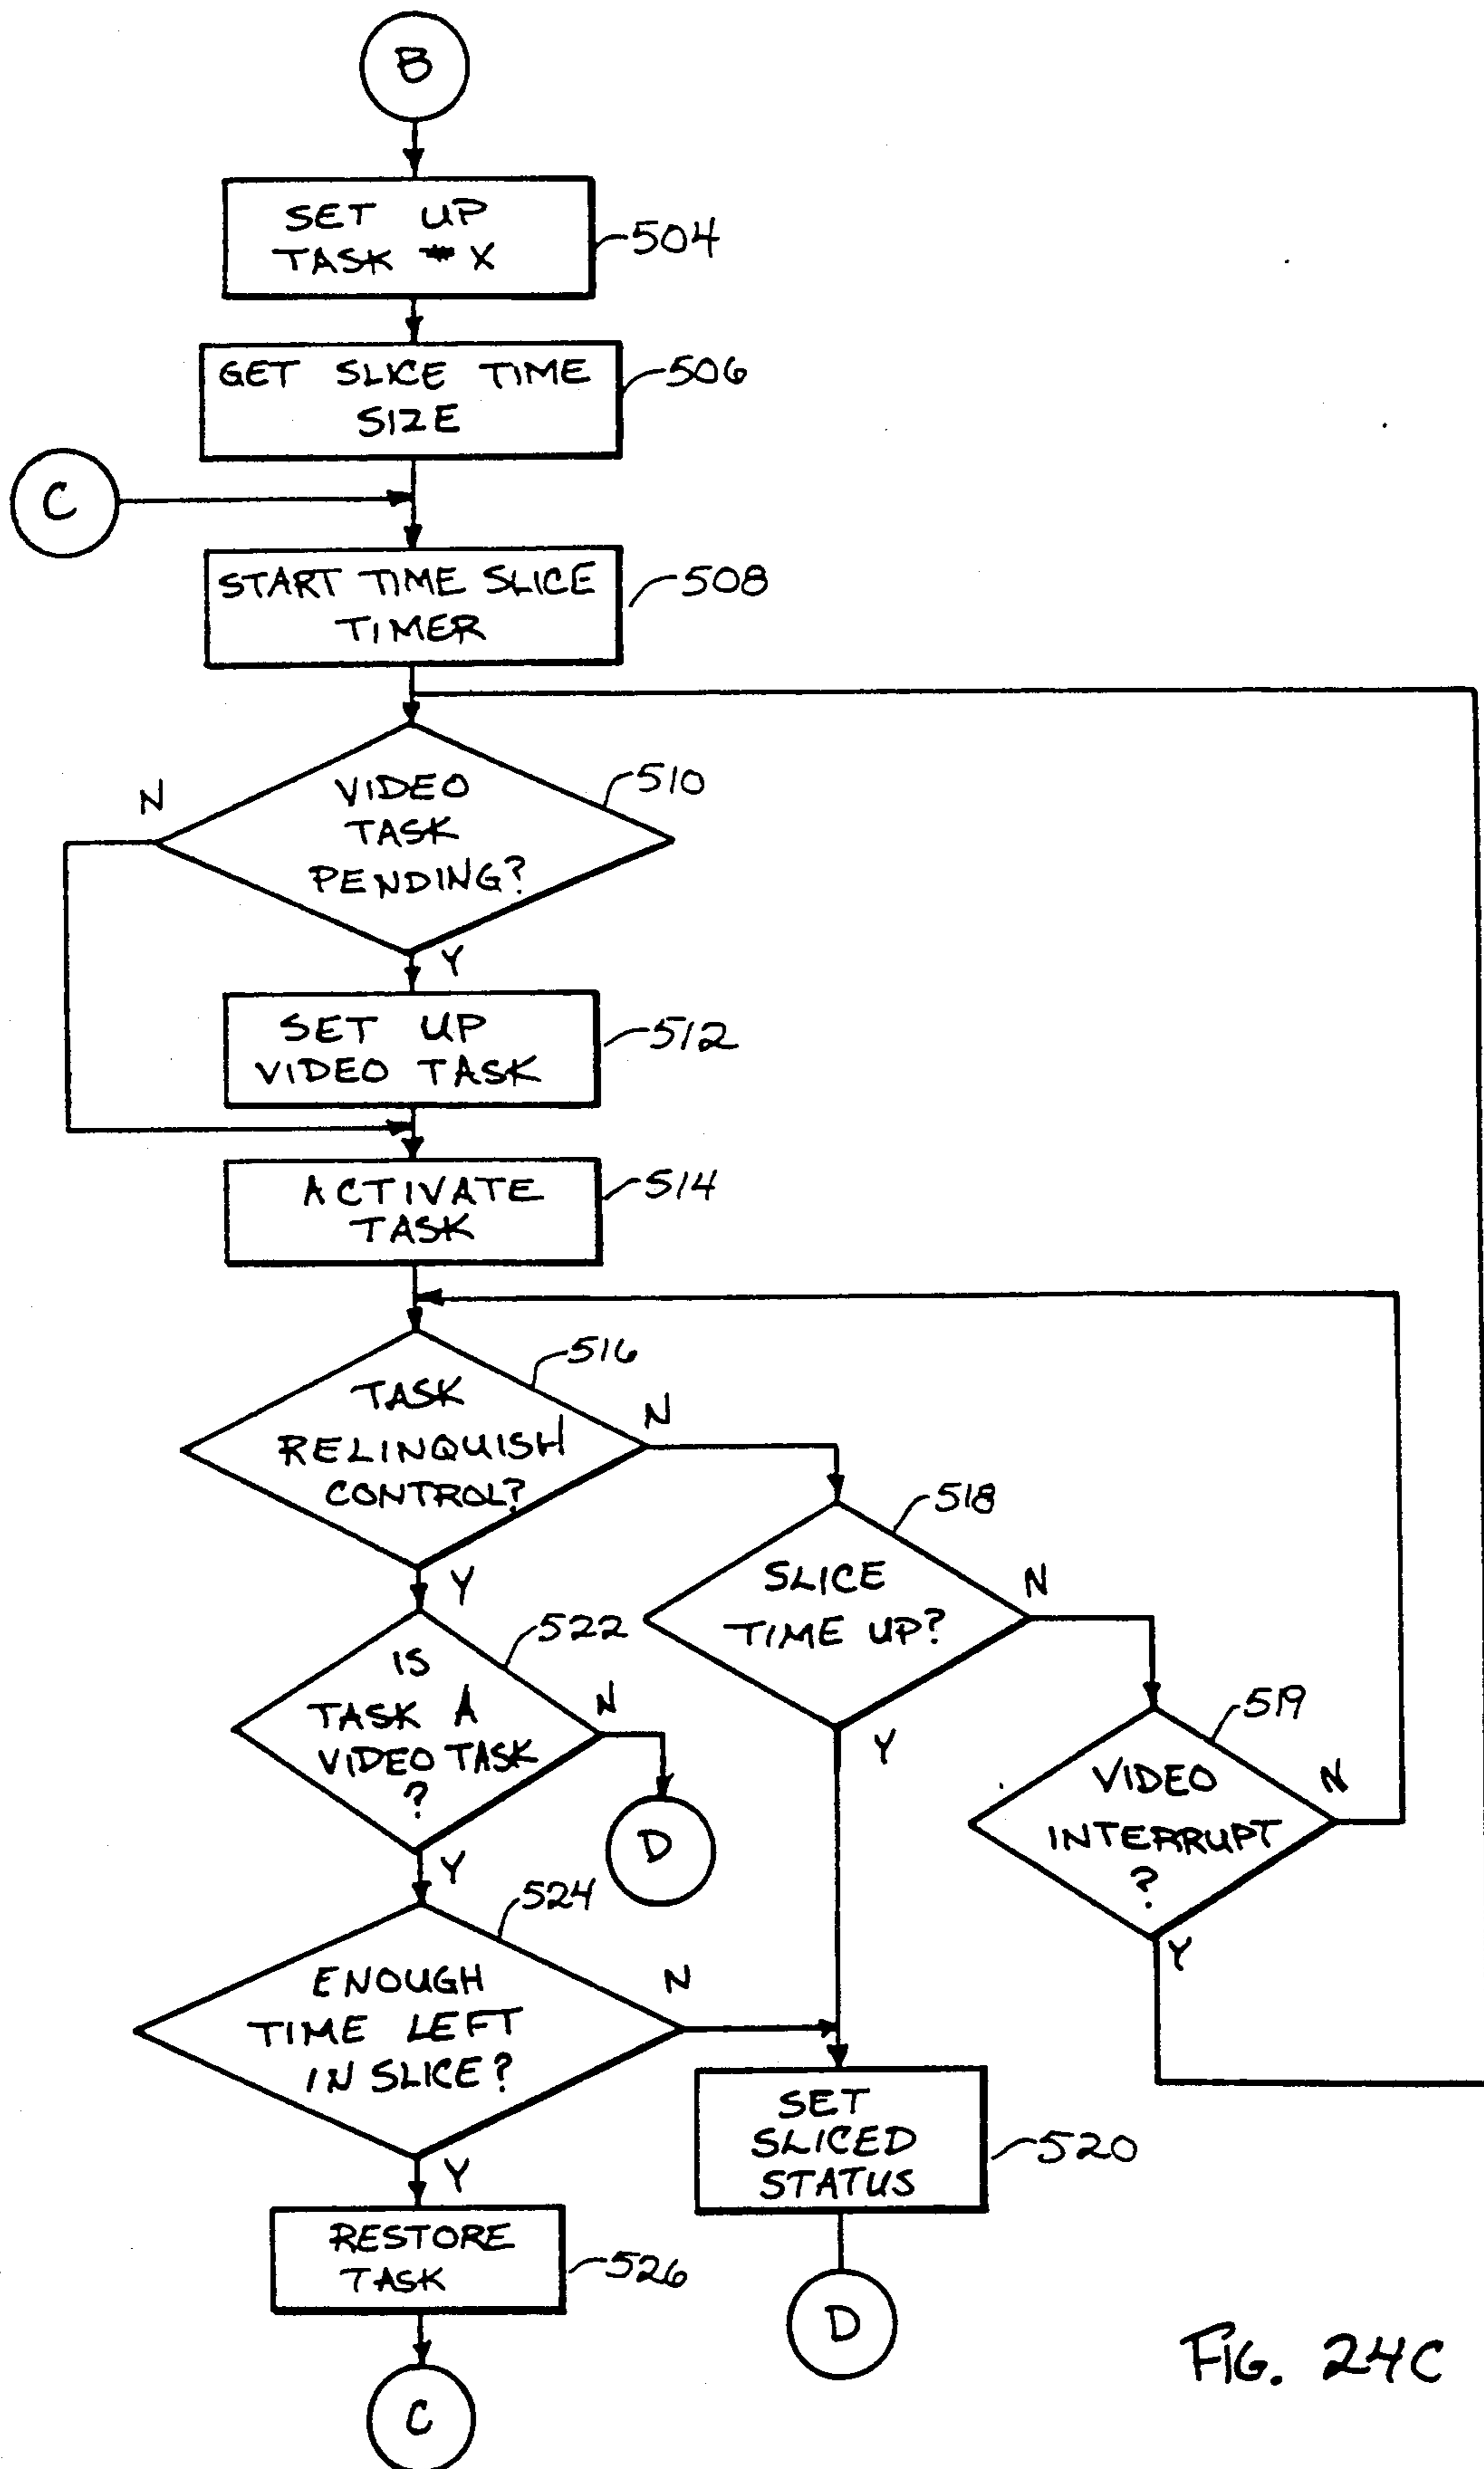 B
SET UP
TASK # X
504
GET SLICE TIME
SIZE
506
C
START TIME SLICE
TIMER
508
N
VIDEO
TASK
PENDING?
510
Y
SET UP
VIDEO TASK
512
ACTIVATE
TASK
514
TASK
RELINQUISH
CONTROL?
516
N
Y
SLICE
TIME UP?
518
N
Y
IS
TASK A
VIDEO TASK
?
522
N
D
Y
VIDEO
INTERRUPT
?
519
N
Y
ENOUGH
TIME LEFT
IN SLICE?
524
N
Y
SET
SLICED
STATUS
520
D
RESTORE
TASK
526
C
FIG. 24C